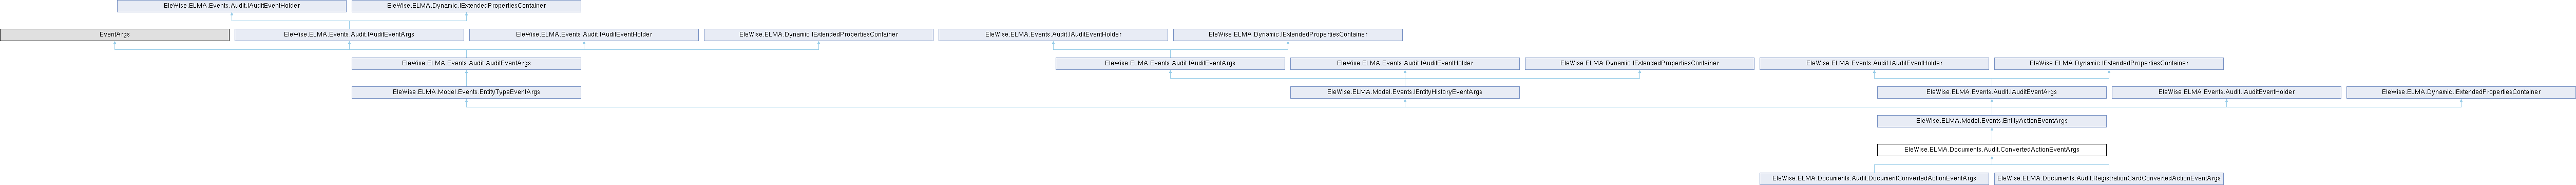 EleWise.ELMA.Events.Audit.IAuditEventHolder EleWise.ELMA.Dynamic.IExtendedPropertiesContainer
EventArgs EleWise.ELMA.Events.Audit.IAuditEventArgs EleWise.ELMA.Events.Audit.IAuditEventHolder EleWise.ELMA.Dynamic.IExtendedPropertiesContainer EleWise.ELMA.Events.Audit.IAuditEventHolder EleWise.ELMA.Dynamic.IExtendedPropertiesContainer
EleWise.ELMA.Events.Audit.AuditEventArgs EleWise.ELMA.Events.Audit.IAuditEventArgs EleWise.ELMA.Events.Audit.IAuditEventHolder EleWise.ELMA.Dynamic.IExtendedPropertiesContainer EleWise.ELMA.Events.Audit.IAuditEventHolder EleWise.ELMA.Dynamic.IExtendedPropertiesContainer
EleWise.ELMA.Model.Events.EntityTypeEventArgs EleWise.ELMA.Model.Events.IEntityHistoryEventArgs EleWise.ELMA.Events.Audit.IAuditEventArgs EleWise.ELMA.Events.Audit.IAuditEventHolder EleWise.ELMA.Dynamic.IExtendedPropertiesContainer
EleWise.ELMA.Model.Events.EntityActionEventArgs
EleWise.ELMA.Documents.Audit.ConvertedActionEventArgs
EleWise.ELMA.Documents.Audit.DocumentConvertedActionEventArgs EleWise.ELMA.Documents.Audit.RegistrationCardConvertedActionEventArgs